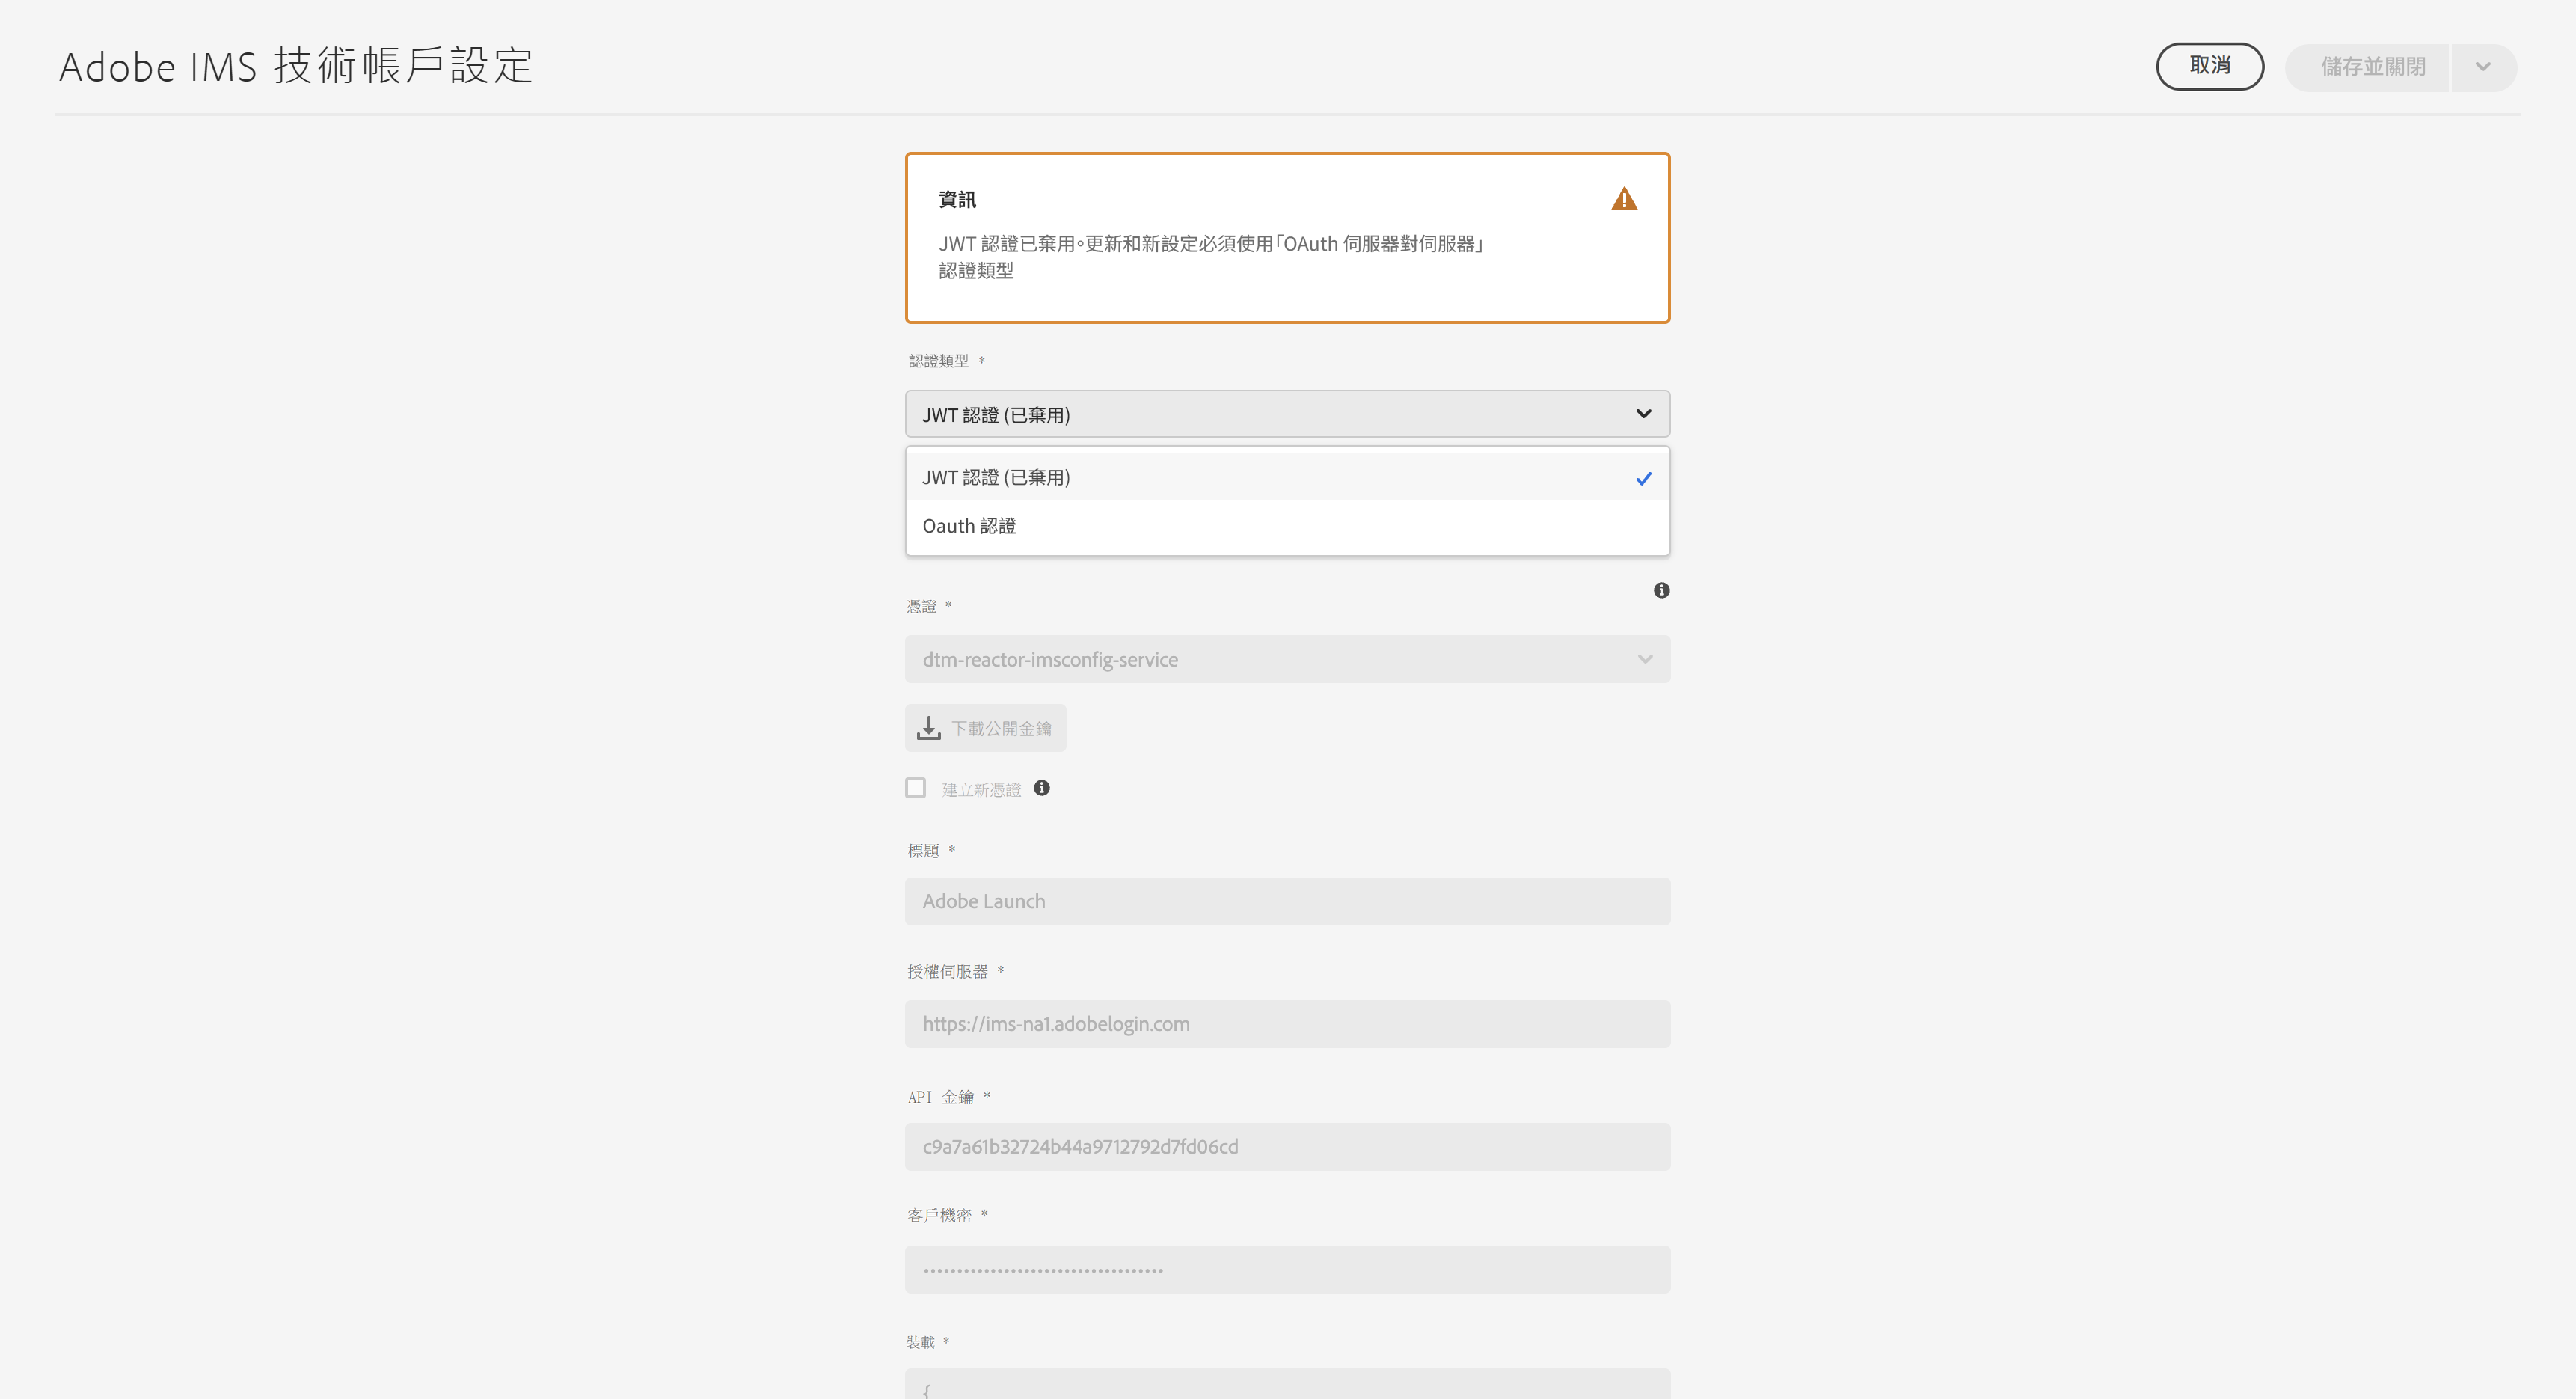 Adobe IMS 技術帳戶設定
取消
儲存並關閉
資訊
JWT 認證已棄用。更新和新設定必須使用「OAuth 伺服器對伺服器」
認證類型
認證類型 *
JWT 認證 (已棄用)
JWT 認證 (已棄用)
Oauth 認證
憑證 *
dtm-reactor-imsconfig-service
下載公開金鑰
建立新憑證
標題 *
Adobe Launch
授權伺服器 *
https://ims-na1.adobelogin.com
API 金鑰 *
c9a7a61b32724b44a9712792d7fd06cd
客戶機密 *
••••••••••••••••••••••••••••••••••••
裝載 *
{